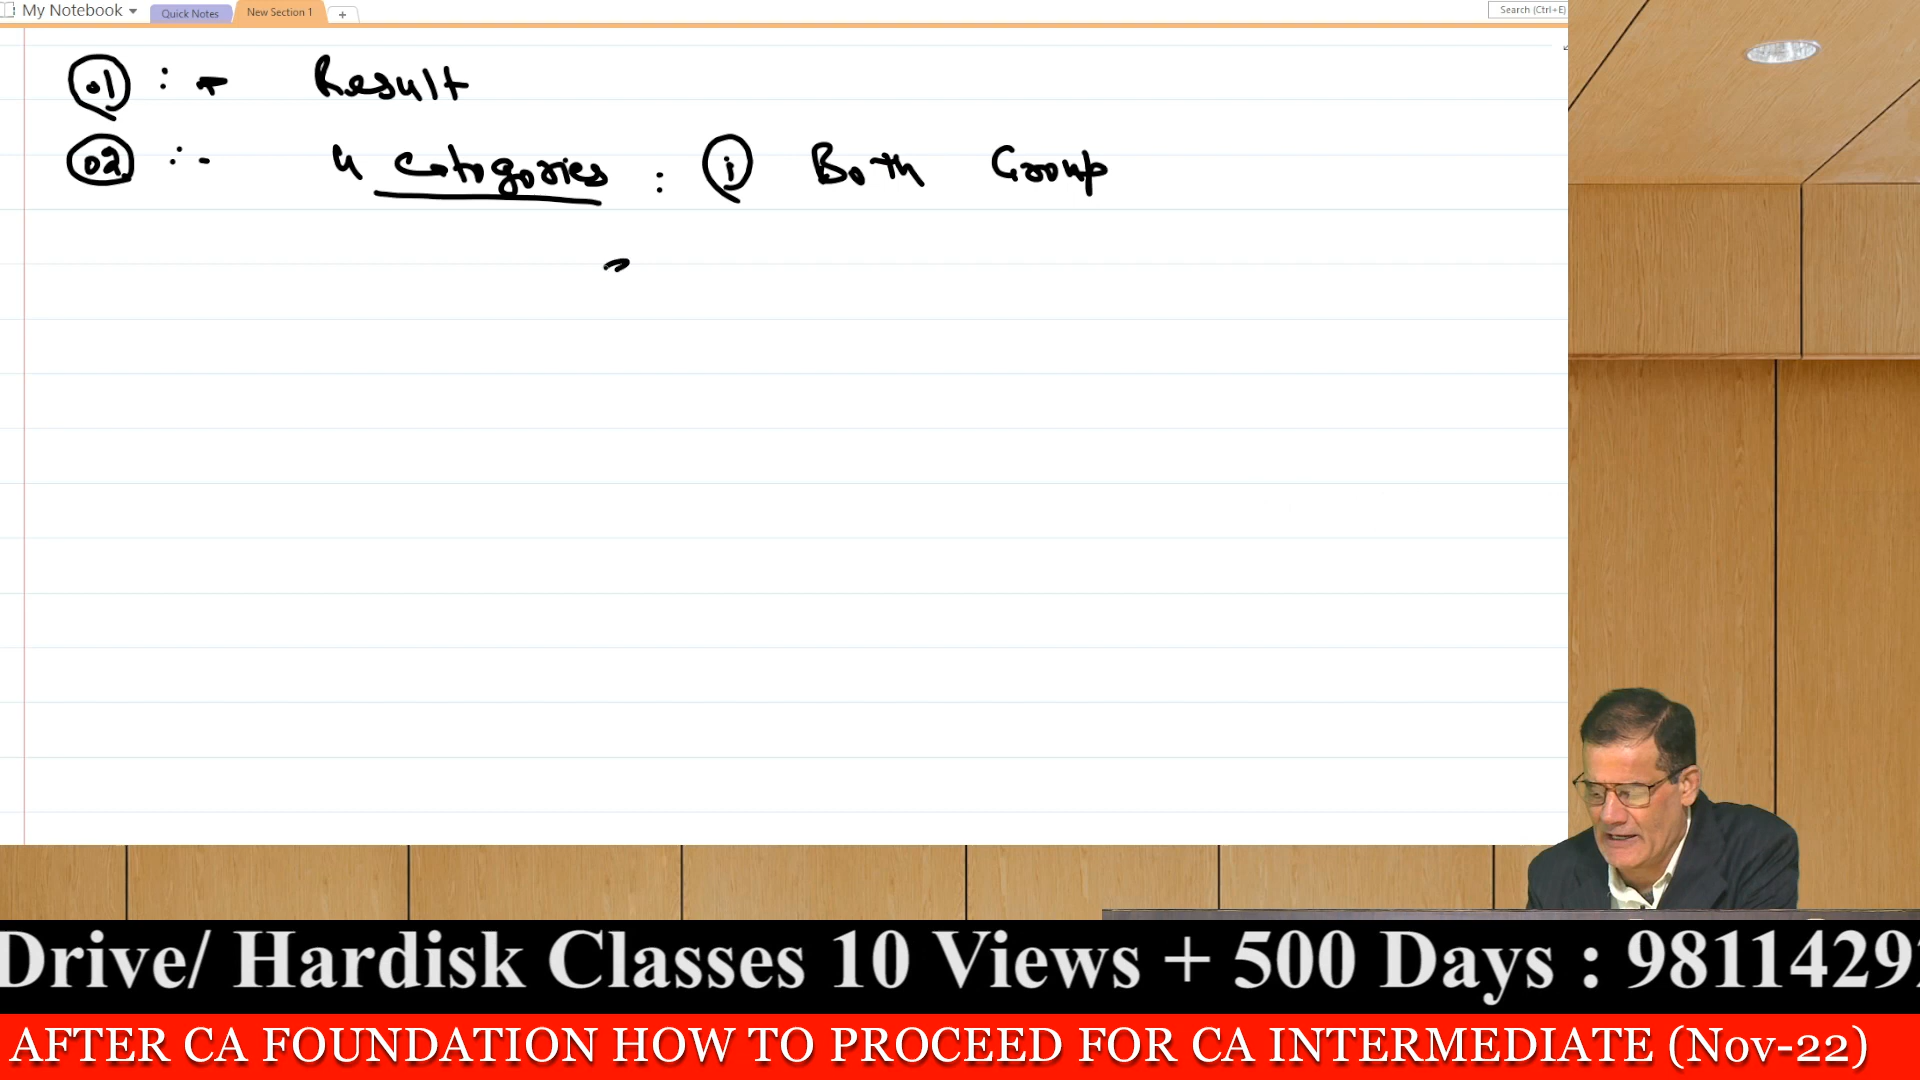 My Notebook Quick Notes New Section 1 + Search (Ctrl+E)
01 :- Result
02 :- 4 Categories : i Both Group
Drive/ Hardisk Classes 10 Views + 500 Days : 9811429
AFTER CA FOUNDATION HOW TO PROCEED FOR CA INTERMEDIATE (Nov-22)